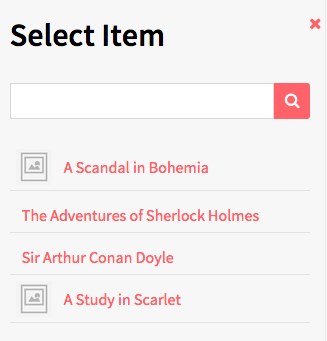 Select Item
A Scandal in Bohemia
The Adventures of Sherlock Holmes
Sir Arthur Conan Doyle
A Study in Scarlet